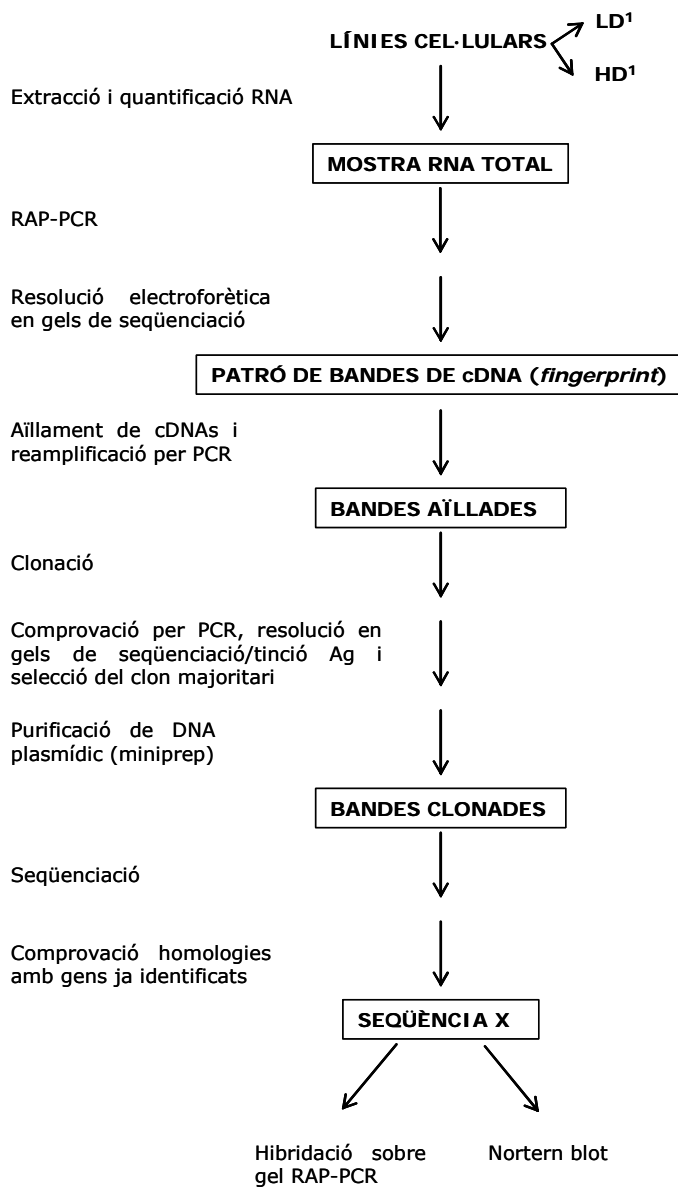 LÍNIES CEL·LULARS
LD¹
HD¹
Extracció i quantificació RNA
MOSTRA RNA TOTAL
RAP-PCR
Resolució electroforètica
en gels de seqüenciació
PATRÓ DE BANDES DE cDNA (fingerprint)
Aïllament de cDNAs i
reamplificació per PCR
BANDES AÏLLADES
Clonació
Comprovació per PCR, resolució en
gels de seqüenciació/tinció Ag i
selecció del clon majoritari
Purificació de DNA
plasmídic (miniprep)
BANDES CLONADES
Seqüenciació
Comprovació homologies
amb gens ja identificats
SEQÜÈNCIA X
Hibridació sobre
gel RAP-PCR
Nortern blot